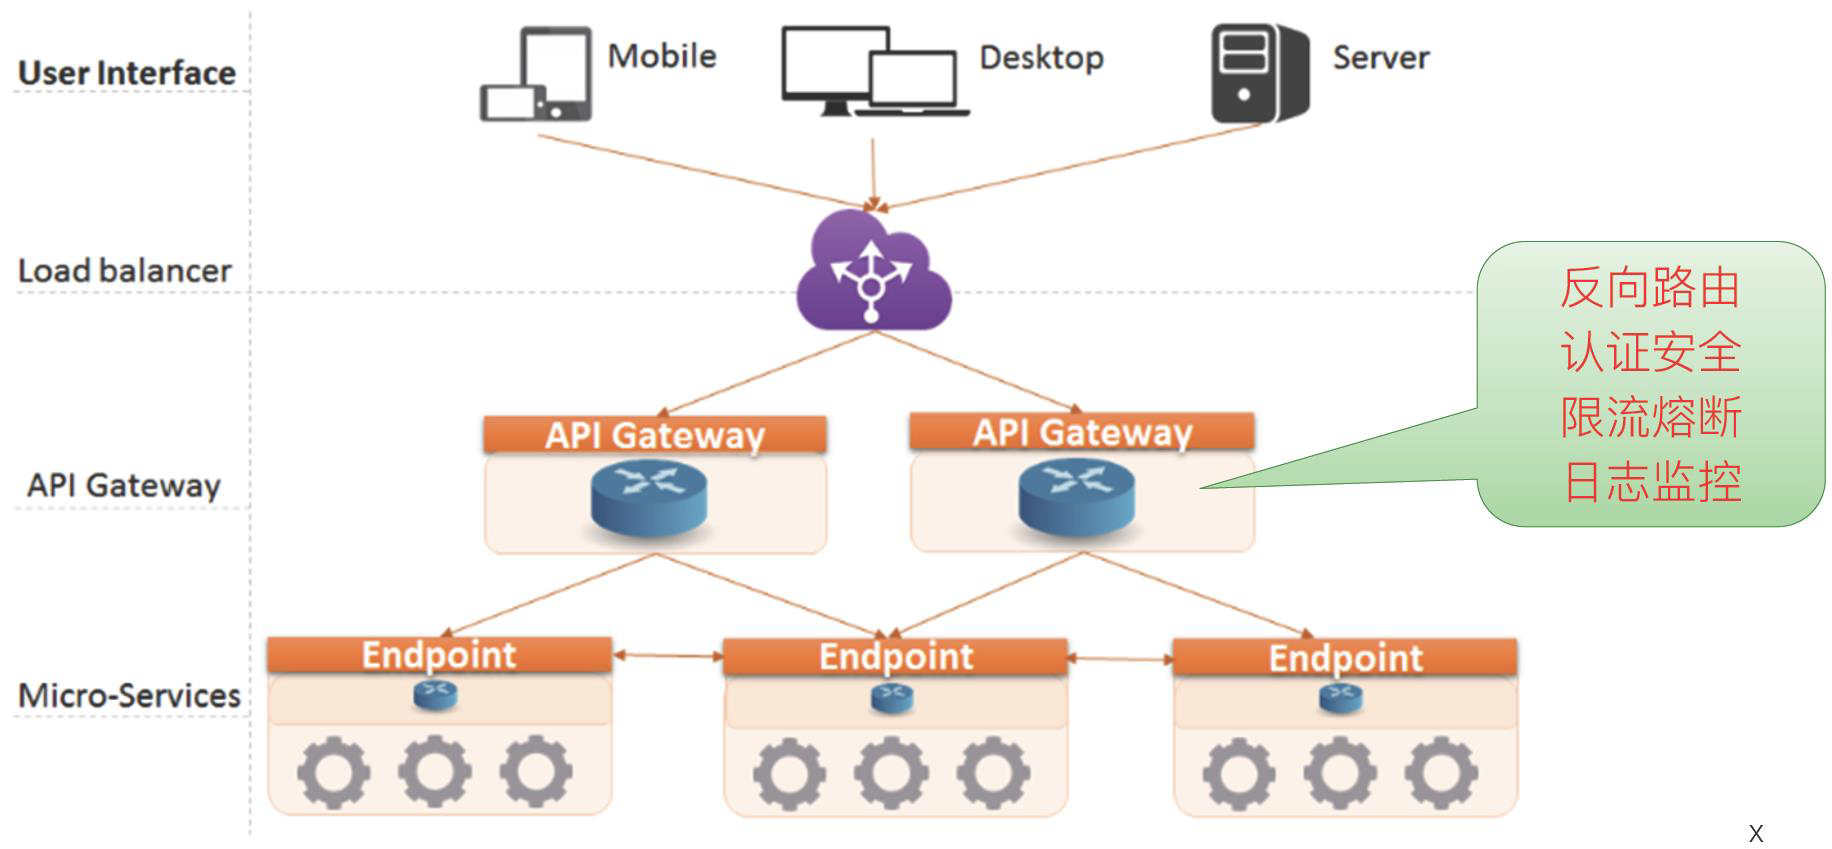 User Interface
Mobile
Desktop
Server
Load balancer
反向路由
认证安全
限流熔断
日志监控
API Gateway
API Gateway
API Gateway
Micro-Services
Endpoint
Endpoint
Endpoint
X